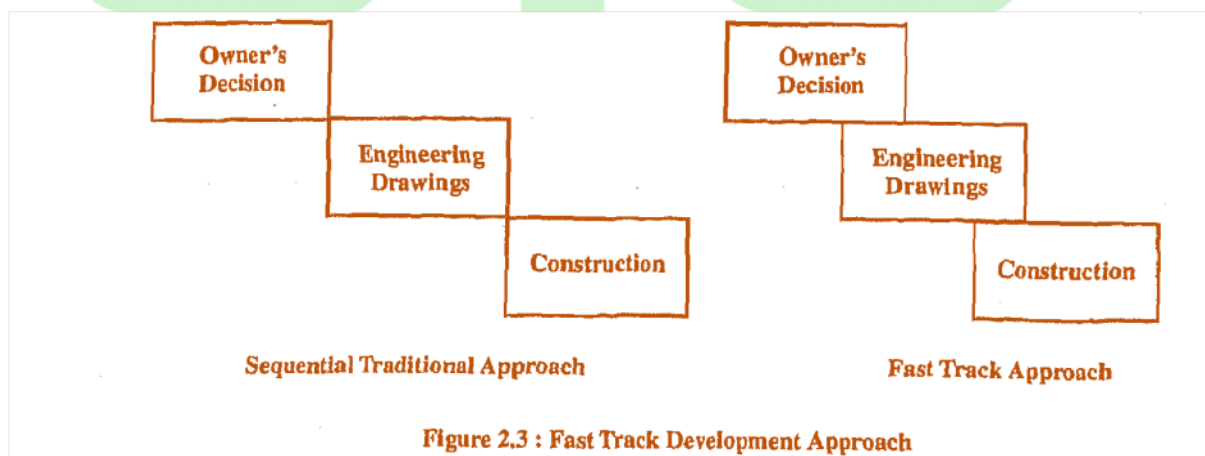 Owner's
Decision
Engineering
Drawings
Construction
Sequential Traditional Approach
Owner's
Decision
Engineering
Drawings
Construction
Fast Track Approach
Figure 2.3 : Fast Track Development Approach